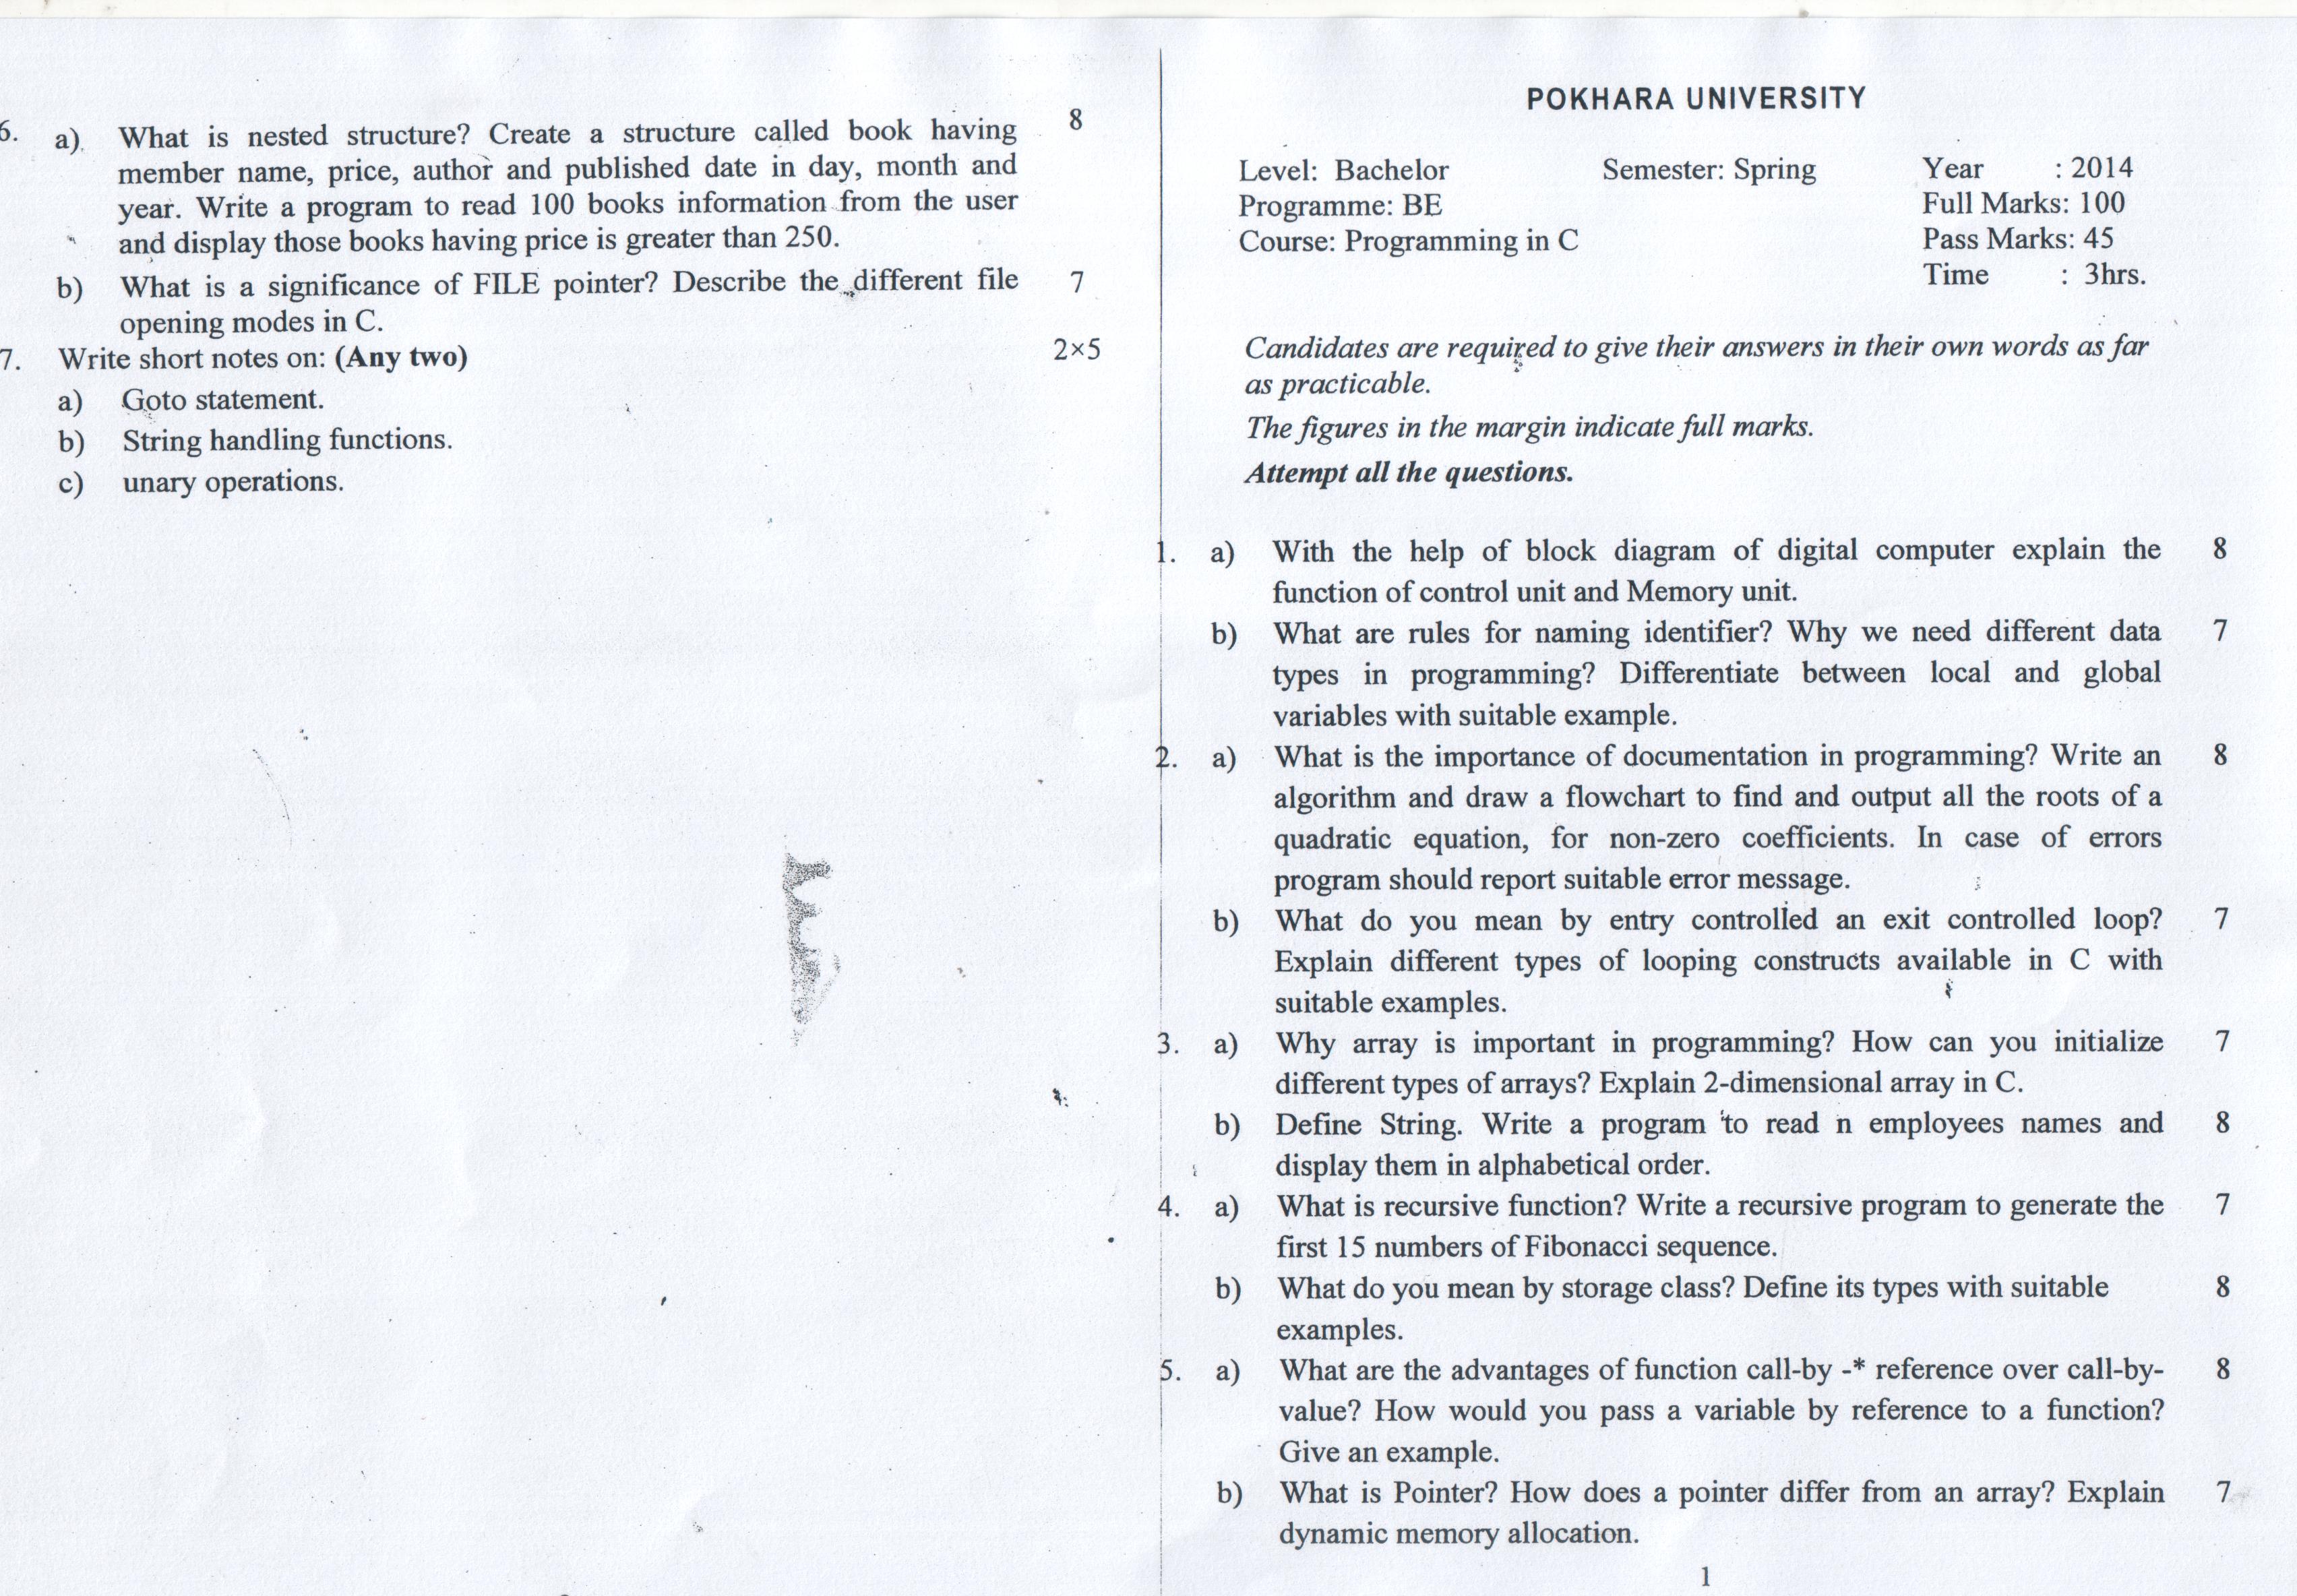 POKHARA UNIVERSITY
Level: Bachelor Semester: Spring Year : 2014
Programme: BE Full Marks: 100
Course: Programming in C Pass Marks: 45
Time : 3hrs.
Candidates are required to give their answers in their own words as far
as practicable.
The figures in the margin indicate full marks.
Attempt all the questions.
1. a) With the help of block diagram of digital computer explain the 8
function of control unit and Memory unit.
b) What are rules for naming identifier? Why we need different data 7
types in programming? Differentiate between local and global
variables with suitable example.
2. a) What is the importance of documentation in programming? Write an 8
algorithm and draw a flowchart to find and output all the roots of a
quadratic equation, for non-zero coefficients. In case of errors
program should report suitable error message.
b) What do you mean by entry controlled an exit controlled loop? 7
Explain different types of looping constructs available in C with
suitable examples.
3. a) Why array is important in programming? How can you initialize 7
different types of arrays? Explain 2-dimensional array in C.
b) Define String. Write a program to read n employees names and 8
display them in alphabetical order.
4. a) What is recursive function? Write a recursive program to generate the 7
first 15 numbers of Fibonacci sequence.
b) What do you mean by storage class? Define its types with suitable 8
examples.
5. a) What are the advantages of function call-by -* reference over call-by- 8
value? How would you pass a variable by reference to a function?
Give an example.
b) What is Pointer? How does a pointer differ from an array? Explain 7
dynamic memory allocation.
1
6. a) What is nested structure? Create a structure called book having 8
member name, price, author and published date in day, month and
year. Write a program to read 100 books information from the user
and display those books having price is greater than 250.
b) What is a significance of FILE pointer? Describe the different file 7
opening modes in C.
7. Write short notes on: (Any two) 2×5
a) Goto statement.
b) String handling functions.
c) unary operations.